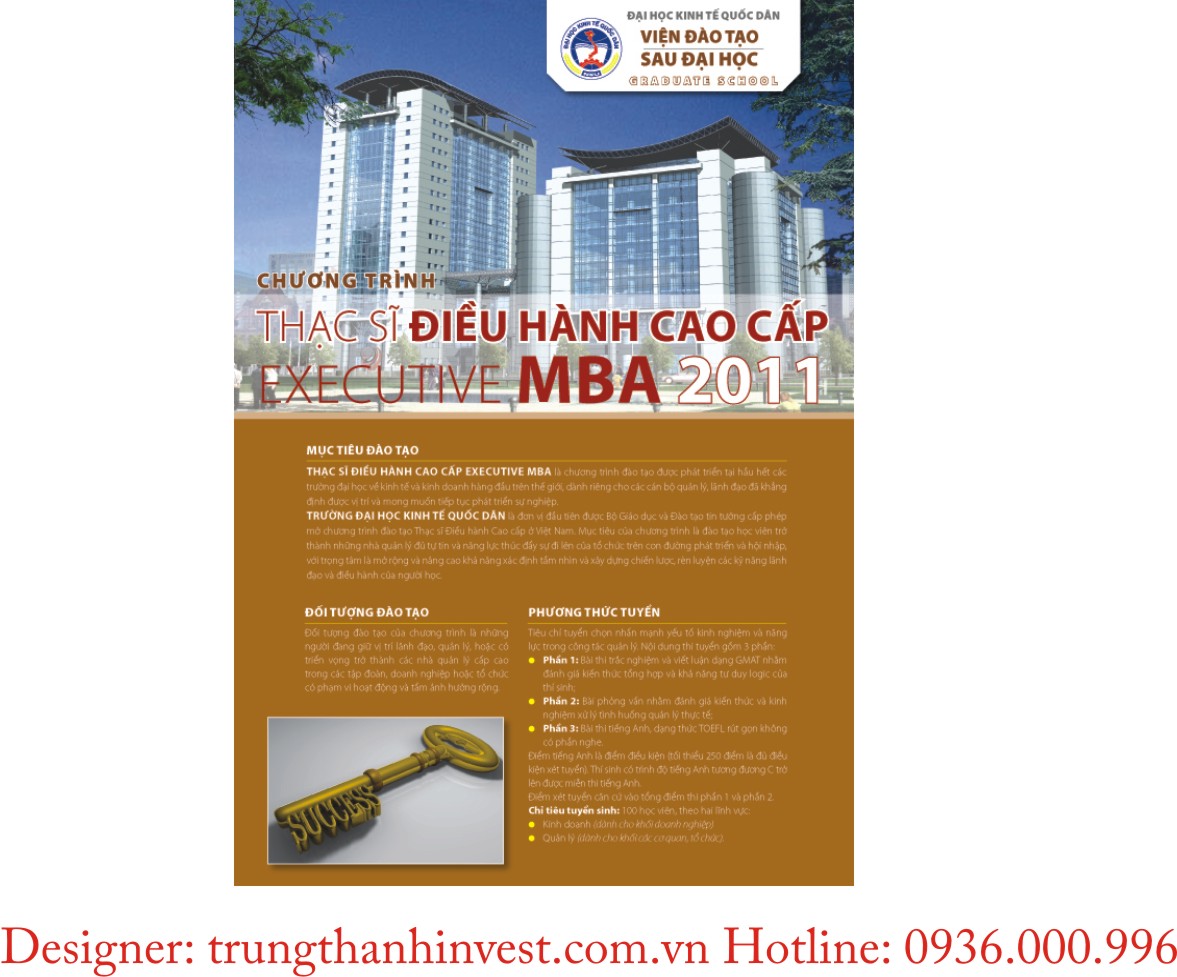 ĐẠI HỌC KINH TẾ QUỐC DÂN
VIỆN ĐÀO TẠO
SAU ĐẠI HỌC
GRADUATE SCHOOL
ĐẠI HỌC KINH TẾ QUỐC DÂN
CHƯƠNG TRÌNH
THẠC SĨ ĐIỀU HÀNH CAO CẤP
EXECUTIVE MBA 2011
MỤC TIÊU ĐÀO TẠO
THẠC SĨ ĐIỀU HÀNH CAO CẤP EXECUTIVE MBA là chương trình đào tạo được phát triển tại hầu hết các
trường đại học về kinh tế và kinh doanh hàng đầu trên thế giới, dành riêng cho các cán bộ quản lý, lãnh đạo đã khẳng
định được vị trí và mong muốn tiếp tục phát triển sự nghiệp.
TRƯỜNG ĐẠI HỌC KINH TẾ QUỐC DÂN là đơn vị đầu tiên được Bộ Giáo dục và Đào tạo tin tưởng cấp phép
mở chương trình đào tạo Thạc sĩ Điều hành Cao cấp ở Việt Nam. Mục tiêu của chương trình là đào tạo học viên trở
thành những nhà quản lý đủ tự tin và năng lực thúc đẩy sự đi lên của tổ chức trên con đường phát triển và hội nhập,
với trọng tâm là mở rộng và nâng cao khả năng xác định tầm nhìn và xây dựng chiến lược, rèn luyện các kỹ năng lãnh
đạo và điều hành của người học.
ĐỐI TƯỢNG ĐÀO TẠO
Đối tượng đào tạo của chương trình là những
người đang giữ vị trí lãnh đạo, quản lý, hoặc có
triển vọng trở thành các nhà quản lý cấp cao
trong các tập đoàn, doanh nghiệp hoặc tổ chức
có phạm vi hoạt động và tầm ảnh hưởng rộng.
SUCCESS
PHƯƠNG THỨC TUYỂN
Tiêu chí tuyển chọn nhấn mạnh yếu tố kinh nghiệm và năng
lực trong công tác quản lý. Nội dung thi tuyển gồm 3 phần:
Phần 1: Bài thi trắc nghiệm và viết luận dạng GMAT nhằm
đánh giá kiến thức tổng hợp và khả năng tư duy logic của
thí sinh;
Phần 2: Bài phỏng vấn nhằm đánh giá kiến thức và kinh
nghiệm xử lý tình huống quản lý thực tế;
Phần 3: Bài thi tiếng Anh, dạng thức TOEFL rút gọn không
có phần nghe.
Điểm tiếng Anh là điểm điều kiện (tối thiểu 250 điểm là đủ điều
kiện xét tuyển). Thí sinh có trình độ tiếng Anh tương đương C trở
lên được miễn thi tiếng Anh.
Điểm xét tuyển căn cứ vào tổng điểm thi phần 1 và phần 2.
Chỉ tiêu tuyển sinh: 100 học viên, theo hai lĩnh vực:
Kinh doanh (dành cho khối doanh nghiệp)
Quản lý (dành cho khối các cơ quan, tổ chức)
Designer: trungthanhinvest.com.vn Hotline: 0936.000.996